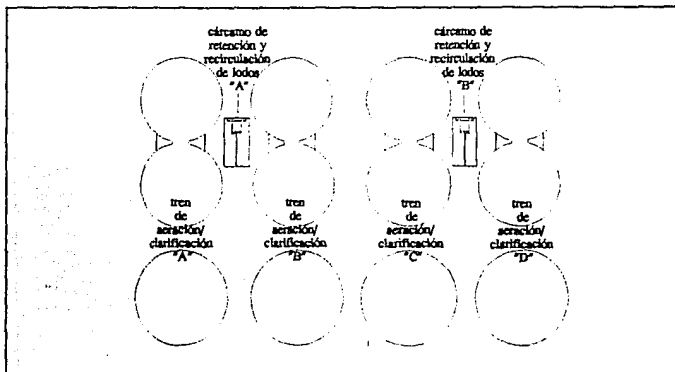 cárcamo de
retención y
recirculación
de lodos
"A"
cárcamo de
retención y
recirculación
de lodos
"B"
tren
de
aeración/
clarificación
"A"
tren
de
aeración/
clarificación
"B"
tren
de
aeración/
clarificación
"C"
tren
de
aeración/
clarificación
"D"